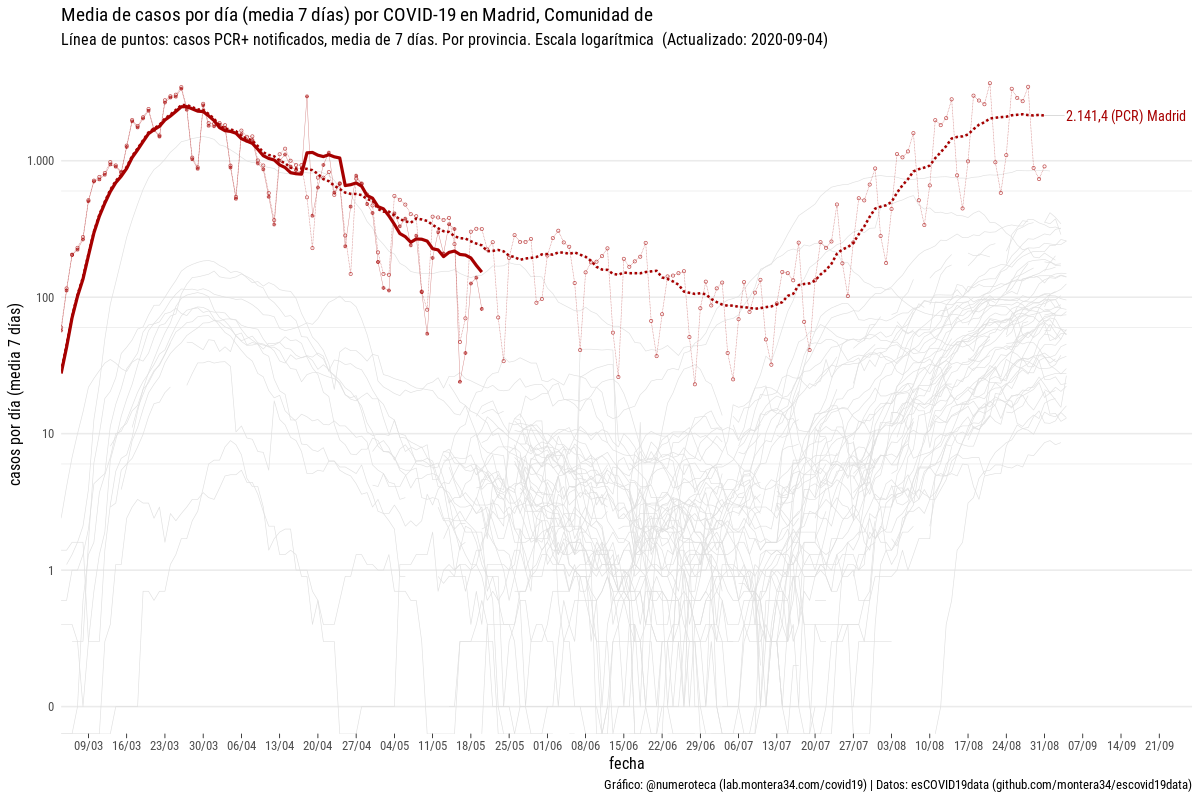 Media de casos por día (media 7 días) por COVID-19 en Madrid, Comunidad de
Línea de puntos: casos PCR+ notificados, media de 7 días. Por provincia. Escala logarítmica (Actualizado: 2020-09-04)
2.141,4 (PCR) Madrid
casos por día (media 7 días)
1.000
100
10
1
0
09/03 16/03 23/03 30/03 06/04 13/04 20/04 27/04 04/05 11/05 18/05 25/05 01/06 08/06 15/06 22/06 29/06 06/07 13/07 20/07 27/07 03/08 10/08 17/08 24/08 31/08 07/09 14/09 21/09
fecha
Gráfico: @numeroteca (lab.montera34.com/covid19) | Datos: esCOVID19data (github.com/montera34/escovid19data)